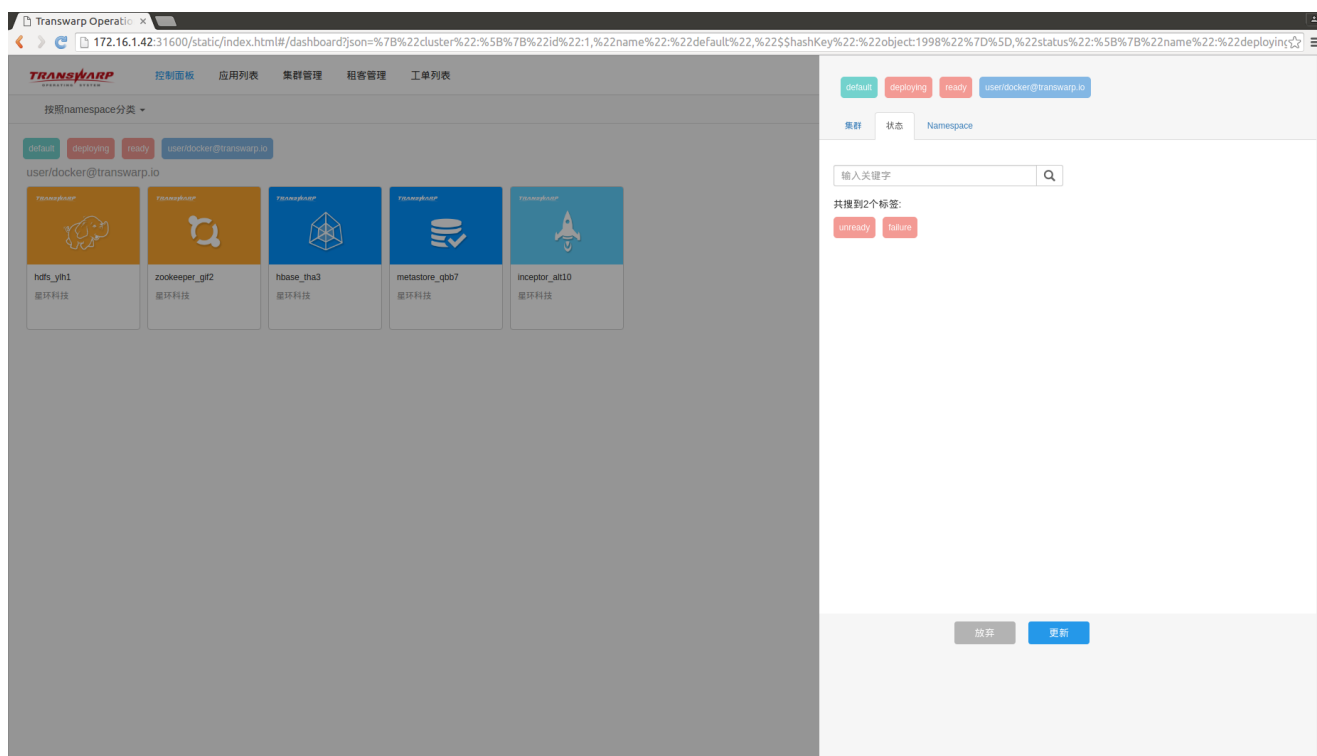 Transwarp Operatio
172.16.1.42:31600/static/index.html#/dashboard?json=%7B%22cluster%22:%5B%7B%22id%22:1,%22name%22:%22default%22,%22$$hashKey%22:%22object:1998%22%7D%5D,%22status%22:%5B%7B%22name%22:%22deploying
TRANSWARP
OPERATING SYSTEM
控制面板 应用列表 集群管理 租客管理 工单列表
按照namespace分类
default deploying ready user/docker@transwarp.io
user/docker@transwarp.io
TRANSWARP TRANSWARP TRANSWARP TRANSWARP TRANSWARP
hdfs_ylh1 zookeeper_gif2 hbase_tha3 metastore_qbb7 inceptor_alt10
星环科技 星环科技 星环科技 星环科技 星环科技
default deploying ready user/docker@transwarp.io
集群 状态 Namespace
输入关键字
共搜到2个标签:
unready failure
放弃 更新